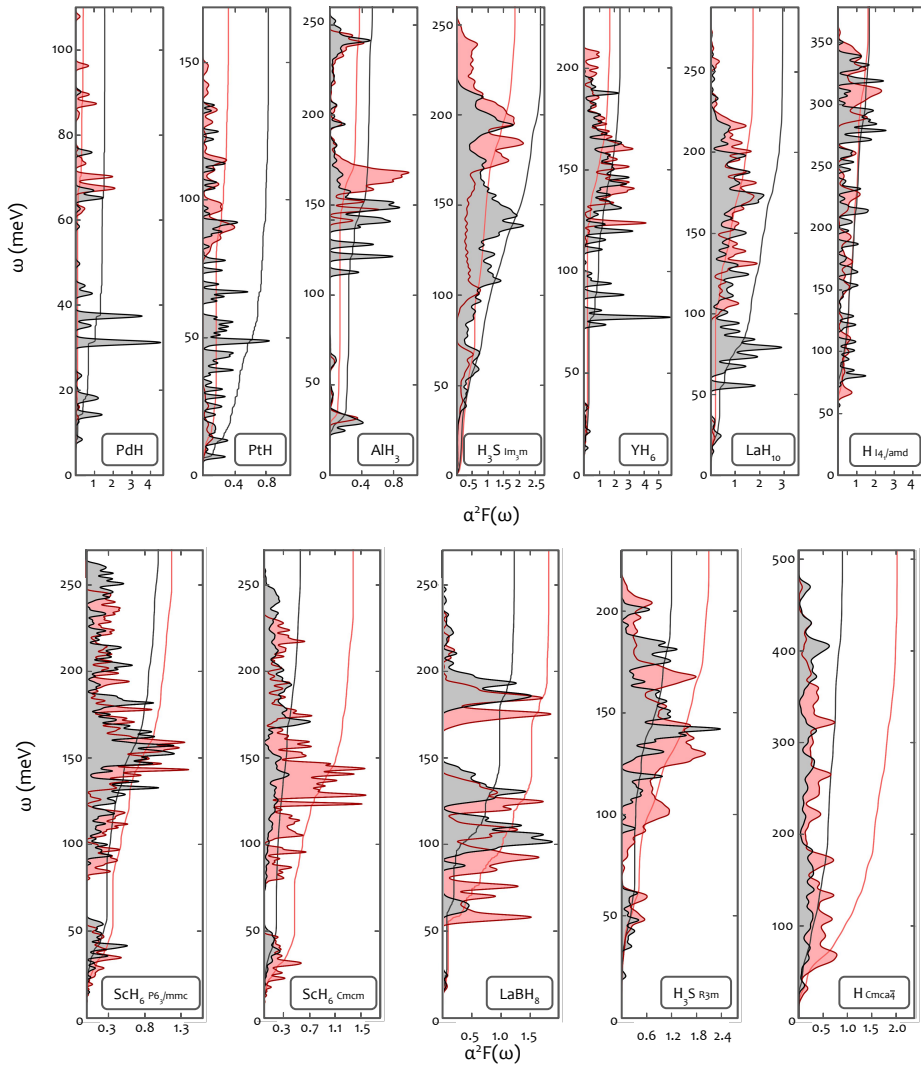 ω (meV)
100
80
60
40
20
0
1 2 3 4
PdH
150
100
50
0
0.4 0.8
PtH
250
200
150
100
50
0
0.4 0.8
AlH₃
250
200
150
100
50
0
0.5 1 1.5 2 2.5
H₃S Im₃m
200
150
100
50
0
1 2 3 4 5
YH₆
250
200
150
100
50
0
1 2 3
LaH₁₀
350
300
250
200
150
100
50
0
1 2 3 4
H I4₁/amd
α²F(ω)
ω (meV)
250
200
150
100
50
0
0.3 0.8 1.3
ScH₆ P6₃/mmc
250
200
150
100
50
0
0.3 0.7 1.1 1.5
ScH₆ Cmcm
250
200
150
100
50
0
0.5 1.0 1.5
LaBH₈
200
150
100
50
0
0.6 1.2 1.8 2.4
H₃S R3m
500
400
300
200
100
0
0.5 1.0 2.0
H Cmca4̄
α²F(ω)